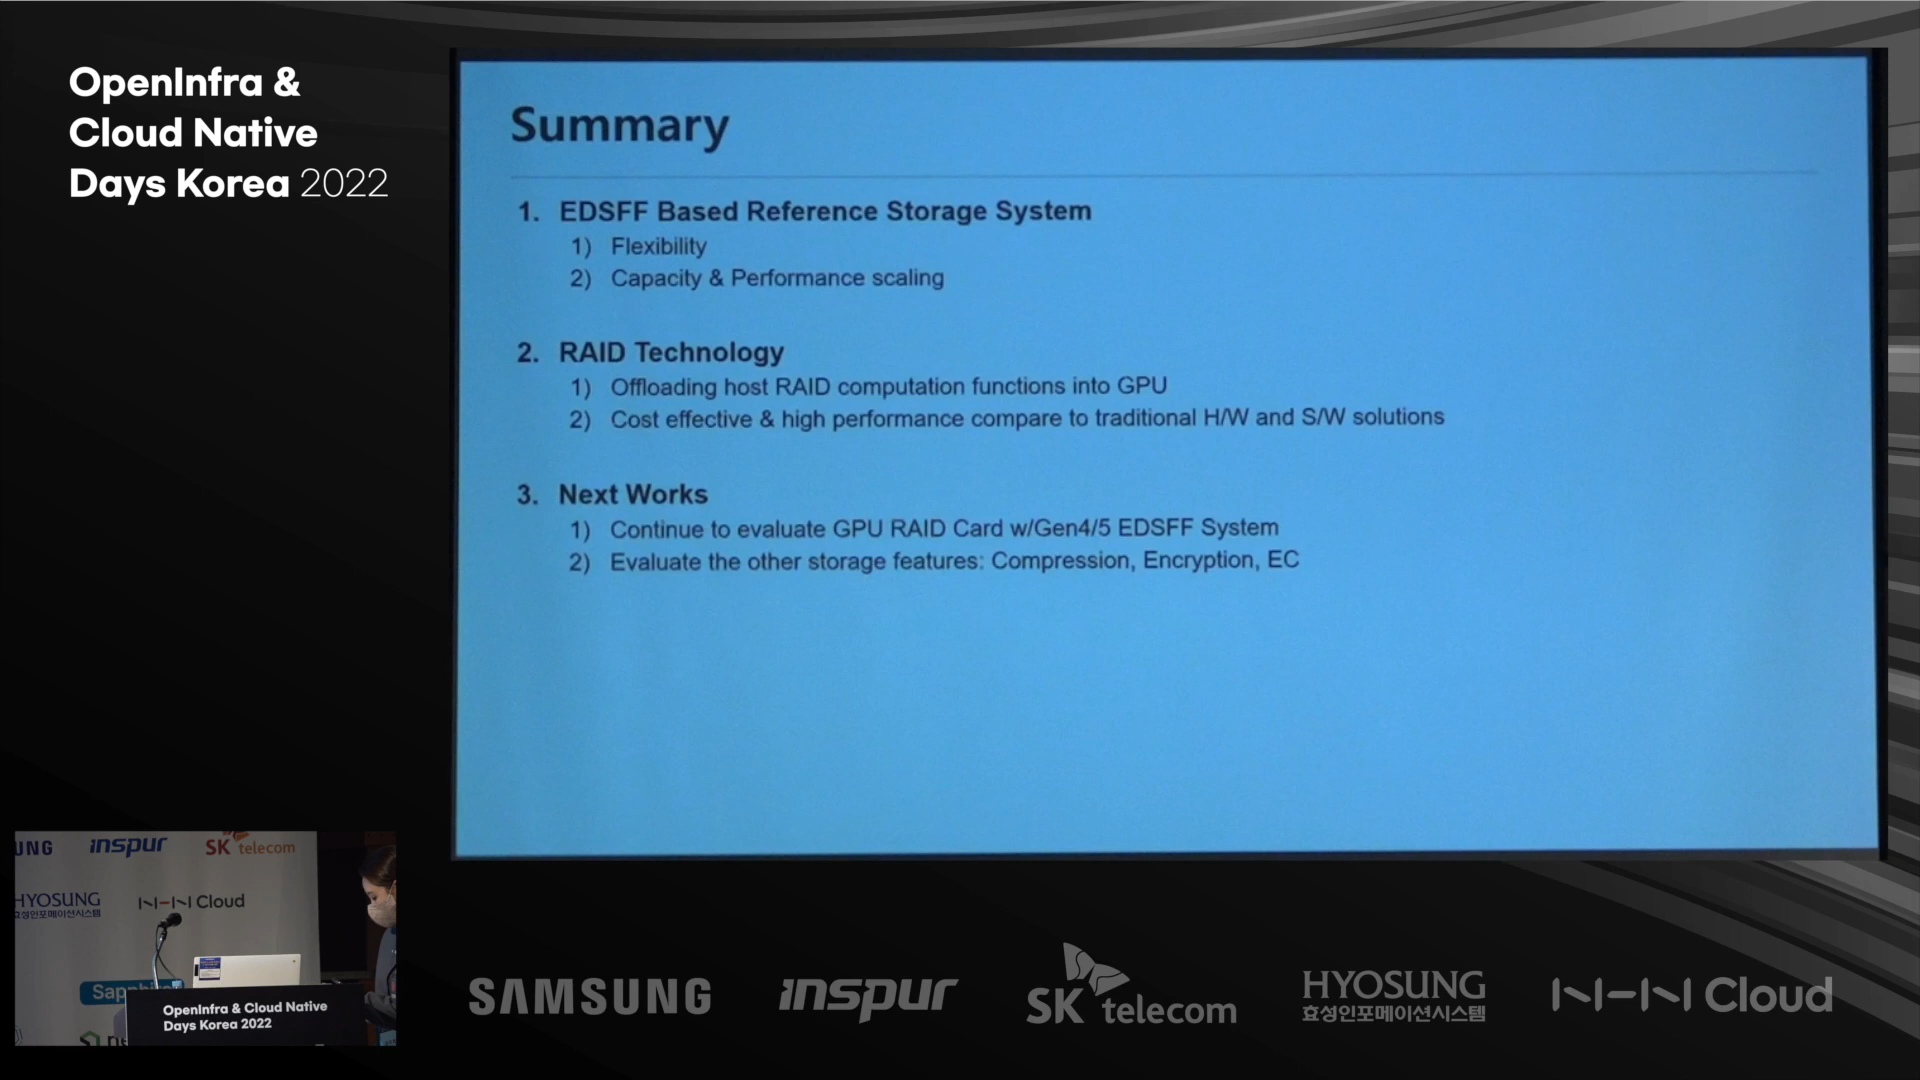 OpenInfra &
Cloud Native
Days Korea 2022
Summary
1. EDSFF Based Reference Storage System
1) Flexibility
2) Capacity & Performance scaling
2. RAID Technology
1) Offloading host RAID computation functions into GPU
2) Cost effective & high performance compare to traditional H/W and S/W solutions
3. Next Works
1) Continue to evaluate GPU RAID Card w/Gen4/5 EDSFF System
2) Evaluate the other storage features: Compression, Encryption, EC
UNG inspur SK telecom
HYOSUNG
효성인포메이션시스템
NHN Cloud
OpenInfra & Cloud Native
Days Korea 2022
SAMSUNG inspur SK telecom HYOSUNG
효성인포메이션시스템
NHN Cloud